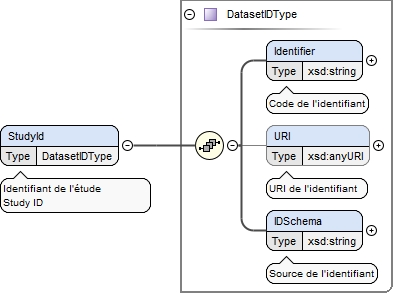 DatasetIDType
Identifier
Type xsd:string
Code de l'identifiant
StudyId
Type DatasetIDType
Identifiant de l'étude
Study ID
URI
Type xsd:anyURI
URI de l'identifiant
IDSchema
Type xsd:string
Source de l'identifiant